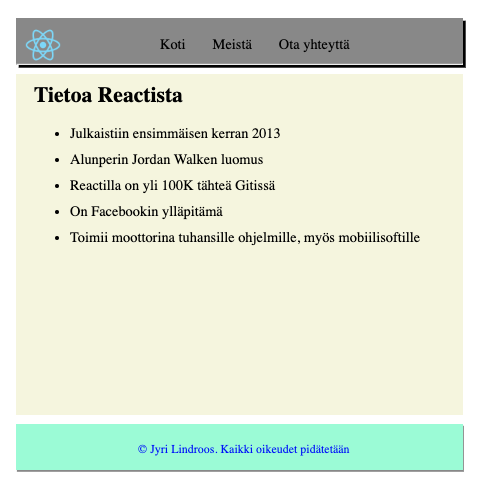 Koti Meistä Ota yhteyttä
Tietoa Reactista
• Julkaistiin ensimmäisen kerran 2013
• Alunperin Jordan Walken luomus
• Reactilla on yli 100K tähteä Gitissä
• On Facebookin ylläpitämä
• Toimii moottorina tuhansille ohjelmille, myös mobiilisoftille
© Jyri Lindroos. Kaikki oikeudet pidätetään